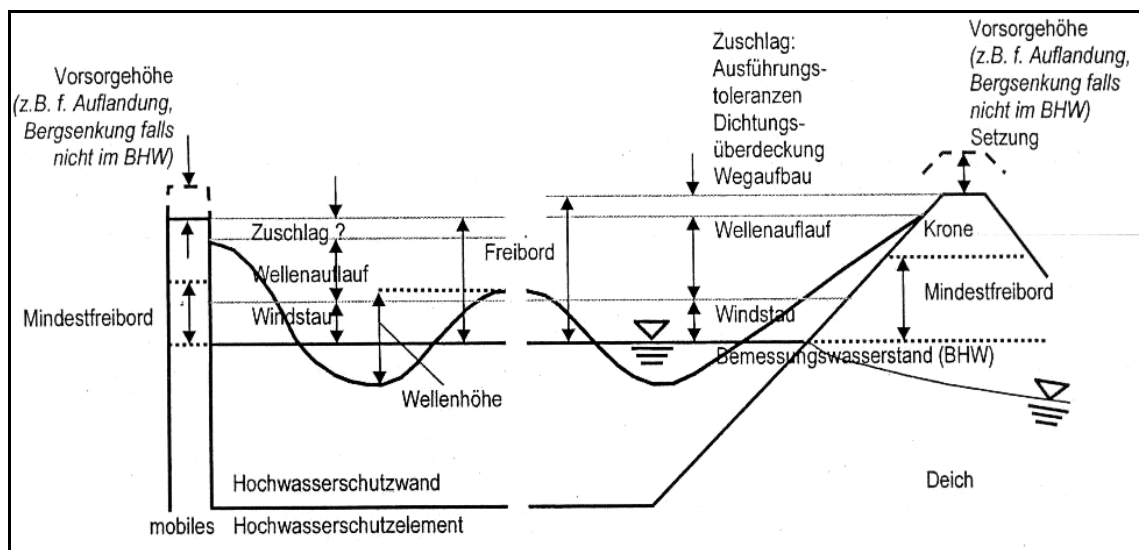 Vorsorgehöhe
(z.B. f. Auflandung,
Bergsenkung falls
nicht im BHW)
Zuschlag:
Ausführungs-
toleranzen
Dichtungs-
überdeckung
Wegaufbau
Vorsorgehöhe
(z.B. f. Auflandung,
Bergsenkung falls
nicht im BHW)
Setzung
Zuschlag ?
Wellenauflauf
Windstau
Mindestfreibord
Wellenhöhe
Freibord
Wellenauflauf
Krone
Mindestfreibord
Windstau
Bemessungswasserstand (BHW)
Hochwasserschutzwand
mobiles Hochwasserschutzelement
Deich